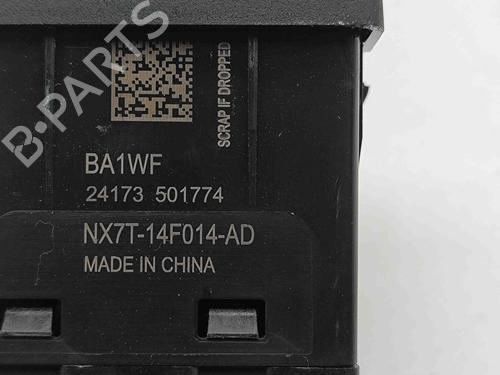 B-PARTS
SCRAP IF DROPPED
BA1WF
24173 501774
NX7T-14F014-AD
MADE IN CHINA